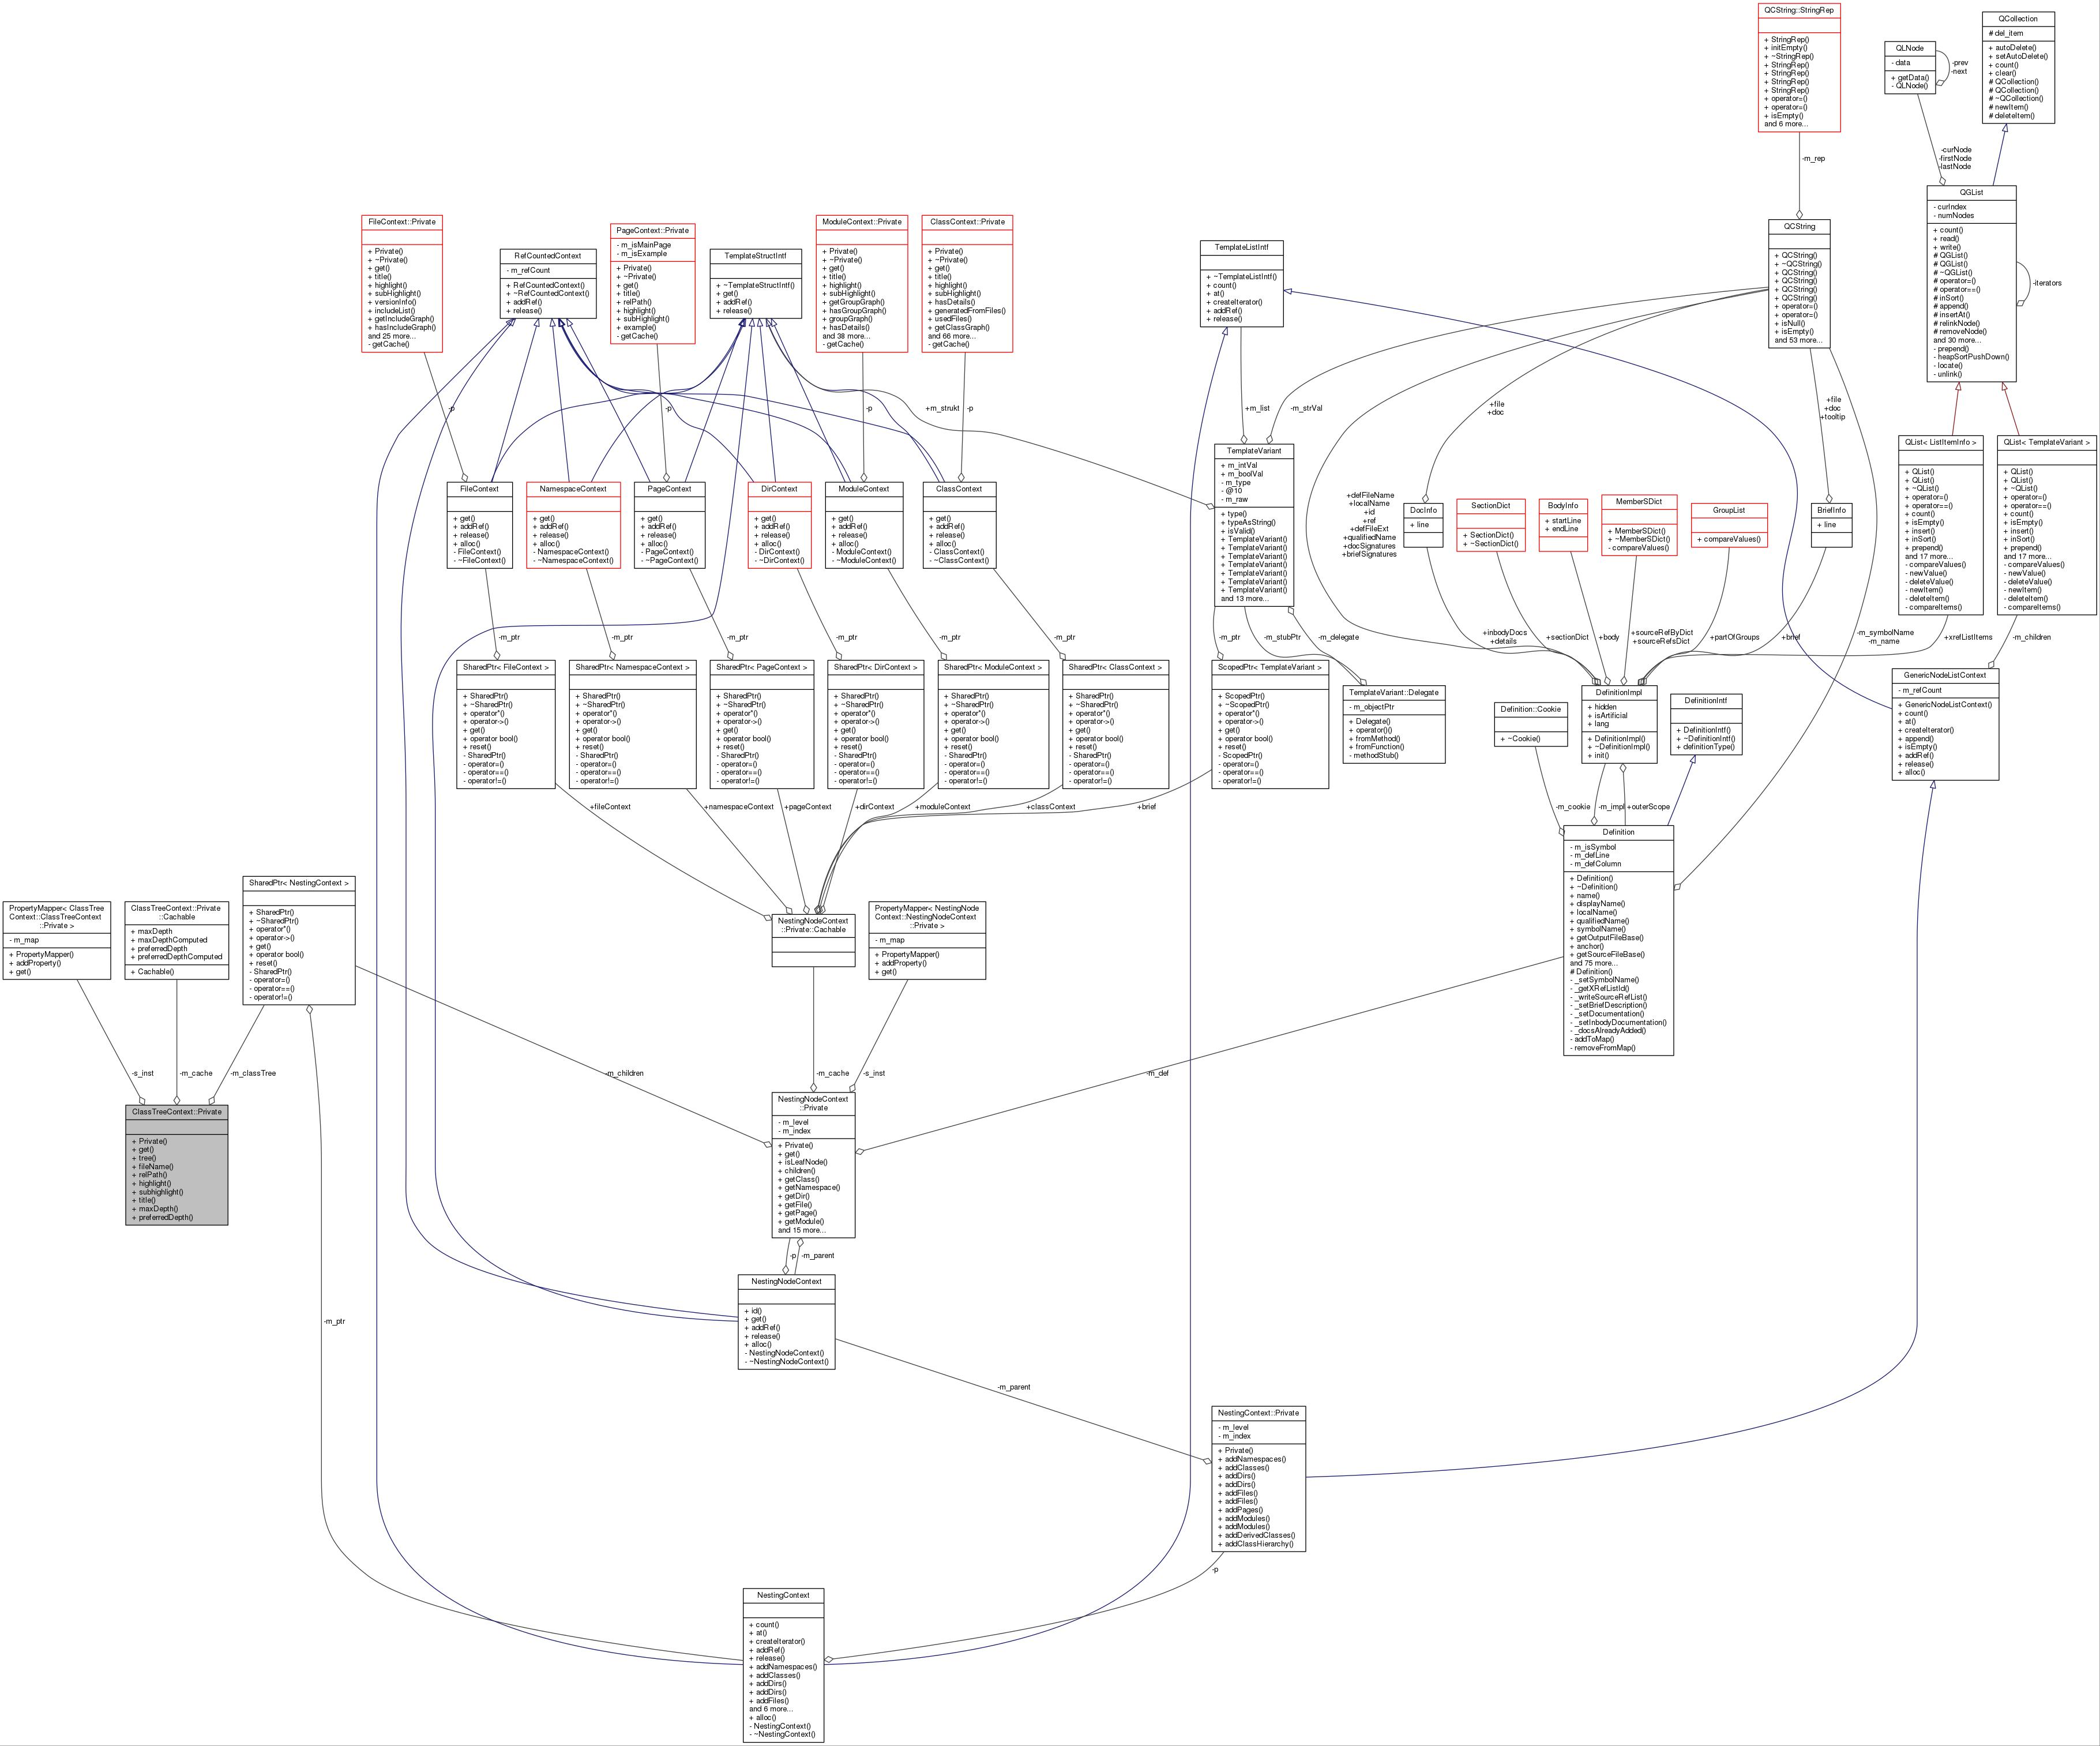 QCString::StringRep
+ StringRep()
+ initEmpty()
+ ~StringRep()
+ StringRep()
+ StringRep()
+ StringRep()
+ StringRep()
+ operator=()
+ operator=()
+ isEmpty()
and 6 more...
QLNode
- data
+ getData()
- QLNode()
-prev
-next
QCollection
# del_item
+ autoDelete()
+ setAutoDelete()
+ count()
+ clear()
# QCollection()
# QCollection()
# ~QCollection()
# newItem()
# deleteItem()
-m_rep
-curNode
-firstNode
-lastNode
FileContext::Private
+ Private()
+ ~Private()
+ get()
+ title()
+ highlight()
+ subHighlight()
+ versionInfo()
+ includeList()
+ getIncludeGraph()
+ hasIncludeGraph()
and 25 more...
- getCache()
RefCountedContext
- m_refCount
+ RefCountedContext()
+ ~RefCountedContext()
+ addRef()
+ release()
PageContext::Private
- m_isMainPage
- m_isExample
+ Private()
+ ~Private()
+ get()
+ title()
+ relPath()
+ highlight()
+ subHighlight()
+ example()
- getCache()
TemplateStructIntf
+ ~TemplateStructIntf()
+ get()
+ addRef()
+ release()
ModuleContext::Private
+ Private()
+ ~Private()
+ get()
+ title()
+ highlight()
+ subHighlight()
+ getGroupGraph()
+ hasGroupGraph()
+ groupGraph()
+ hasDetails()
and 38 more...
- getCache()
ClassContext::Private
+ Private()
+ ~Private()
+ get()
+ title()
+ highlight()
+ subHighlight()
+ hasDetails()
+ generatedFromFiles()
+ usedFiles()
+ getClassGraph()
and 66 more...
- getCache()
TemplateListIntf
+ ~TemplateListIntf()
+ count()
+ at()
+ createIterator()
+ addRef()
+ release()
QCString
+ QCString()
+ ~QCString()
+ QCString()
+ QCString()
+ QCString()
+ QCString()
+ operator=()
+ operator=()
+ isNull()
+ isEmpty()
and 53 more...
QGList
- curIndex
- numNodes
+ count()
+ read()
+ write()
# QGList()
# QGList()
# ~QGList()
# operator=()
# operator==()
# inSort()
# append()
# insertAt()
# relinkNode()
# removeNode()
and 30 more...
- prepend()
- heapSortPushDown()
- locate()
- unlink()
-iterators
-p
-p
+m_strukt
-p
-p
+m_list
-m_strVal
+file
+doc
+file
+doc
+tooltip
FileContext
+ get()
+ addRef()
+ release()
+ alloc()
- FileContext()
- ~FileContext()
NamespaceContext
+ get()
+ addRef()
+ release()
+ alloc()
- NamespaceContext()
- ~NamespaceContext()
PageContext
+ get()
+ addRef()
+ release()
+ alloc()
- PageContext()
- ~PageContext()
DirContext
+ get()
+ addRef()
+ release()
+ alloc()
- DirContext()
- ~DirContext()
ModuleContext
+ get()
+ addRef()
+ release()
+ alloc()
- ModuleContext()
- ~ModuleContext()
ClassContext
+ get()
+ addRef()
+ release()
+ alloc()
- ClassContext()
- ~ClassContext()
TemplateVariant
+ m_intVal
+ m_boolVal
- m_type
- @10
- m_raw
+ type()
+ typeAsString()
+ isValid()
+ TemplateVariant()
+ TemplateVariant()
+ TemplateVariant()
+ TemplateVariant()
+ TemplateVariant()
+ TemplateVariant()
+ TemplateVariant()
and 13 more...
+defFileName
+localName
+id
+ref
+defFileExt
+qualifiedName
+docSignatures
+briefSignatures
DocInfo
+ line
SectionDict
+ SectionDict()
+ ~SectionDict()
BodyInfo
+ startLine
+ endLine
MemberSDict
+ MemberSDict()
+ ~MemberSDict()
- compareValues()
GroupList
+ compareValues()
BriefInfo
+ line
QList< ListItemInfo >
+ QList()
+ QList()
+ ~QList()
+ operator=()
+ operator==()
+ count()
+ isEmpty()
+ insert()
+ inSort()
+ prepend()
and 17 more...
- compareValues()
- newValue()
- deleteValue()
- newItem()
- deleteItem()
- compareItems()
QList< TemplateVariant >
+ QList()
+ QList()
+ ~QList()
+ operator=()
+ operator==()
+ count()
+ isEmpty()
+ insert()
+ inSort()
+ prepend()
and 17 more...
- compareValues()
- newValue()
- deleteValue()
- newItem()
- deleteItem()
- compareItems()
-m_ptr
-m_ptr
-m_ptr
-m_ptr
-m_ptr
-m_ptr
-m_ptr
-m_stubPtr
-m_delegate
+inbodyDocs
+details
+sectionDict
+body
+sourceRefByDict
+sourceRefsDict
+partOfGroups
+brief
-m_symbolName
-m_name
+xrefListItems
-m_children
SharedPtr< FileContext >
+ SharedPtr()
+ ~SharedPtr()
+ operator*()
+ operator->()
+ get()
+ operator bool()
+ reset()
- SharedPtr()
- operator=()
- operator==()
- operator!=()
SharedPtr< NamespaceContext >
+ SharedPtr()
+ ~SharedPtr()
+ operator*()
+ operator->()
+ get()
+ operator bool()
+ reset()
- SharedPtr()
- operator=()
- operator==()
- operator!=()
SharedPtr< PageContext >
+ SharedPtr()
+ ~SharedPtr()
+ operator*()
+ operator->()
+ get()
+ operator bool()
+ reset()
- SharedPtr()
- operator=()
- operator==()
- operator!=()
SharedPtr< DirContext >
+ SharedPtr()
+ ~SharedPtr()
+ operator*()
+ operator->()
+ get()
+ operator bool()
+ reset()
- SharedPtr()
- operator=()
- operator==()
- operator!=()
SharedPtr< ModuleContext >
+ SharedPtr()
+ ~SharedPtr()
+ operator*()
+ operator->()
+ get()
+ operator bool()
+ reset()
- SharedPtr()
- operator=()
- operator==()
- operator!=()
SharedPtr< ClassContext >
+ SharedPtr()
+ ~SharedPtr()
+ operator*()
+ operator->()
+ get()
+ operator bool()
+ reset()
- SharedPtr()
- operator=()
- operator==()
- operator!=()
ScopedPtr< TemplateVariant >
+ ScopedPtr()
+ ~ScopedPtr()
+ operator*()
+ operator->()
+ get()
+ operator bool()
+ reset()
- ScopedPtr()
- operator=()
- operator==()
- operator!=()
TemplateVariant::Delegate
- m_objectPtr
+ Delegate()
+ operator()()
+ fromMethod()
+ fromFunction()
- methodStub()
Definition::Cookie
+ ~Cookie()
DefinitionImpl
+ hidden
+ isArtificial
+ lang
+ DefinitionImpl()
+ ~DefinitionImpl()
+ init()
DefinitionIntf
+ DefinitionIntf()
+ ~DefinitionIntf()
+ definitionType()
GenericNodeListContext
- m_refCount
+ GenericNodeListContext()
+ count()
+ at()
+ createIterator()
+ append()
+ isEmpty()
+ addRef()
+ release()
+ alloc()
+fileContext
+namespaceContext
+pageContext
+dirContext
+moduleContext
+classContext
+brief
-m_cookie
-m_impl
+outerScope
Definition
- m_isSymbol
- m_defLine
- m_defColumn
+ Definition()
+ ~Definition()
+ name()
+ displayName()
+ localName()
+ qualifiedName()
+ symbolName()
+ getOutputFileBase()
+ anchor()
+ getSourceFileBase()
and 75 more...
# Definition()
- _setSymbolName()
- _getXRefListId()
- _writeSourceRefList()
- _setBriefDescription()
- _setDocumentation()
- _setInbodyDocumentation()
- _docsAlreadyAdded()
- addToMap()
- removeFromMap()
PropertyMapper< ClassTree
Context::ClassTreeContext
::Private >
- m_map
+ PropertyMapper()
+ addProperty()
+ get()
ClassTreeContext::Private
::Cachable
+ maxDepth
+ maxDepthComputed
+ preferredDepth
+ preferredDepthComputed
+ Cachable()
SharedPtr< NestingContext >
+ SharedPtr()
+ ~SharedPtr()
+ operator*()
+ operator->()
+ get()
+ operator bool()
+ reset()
- SharedPtr()
- operator=()
- operator==()
- operator!=()
NestingNodeContext
::Private::Cachable
PropertyMapper< NestingNode
Context::NestingNodeContext
::Private >
- m_map
+ PropertyMapper()
+ addProperty()
+ get()
-s_inst
-m_cache
-m_classTree
-m_children
-m_cache
-s_inst
-m_def
ClassTreeContext::Private
+ Private()
+ get()
+ tree()
+ fileName()
+ relPath()
+ highlight()
+ subhighlight()
+ title()
+ maxDepth()
+ preferredDepth()
NestingNodeContext
::Private
- m_level
- m_index
+ Private()
+ get()
+ isLeafNode()
+ children()
+ getClass()
+ getNamespace()
+ getDir()
+ getFile()
+ getPage()
+ getModule()
and 15 more...
-p
-m_parent
NestingNodeContext
+ id()
+ get()
+ addRef()
+ release()
+ alloc()
- NestingNodeContext()
- ~NestingNodeContext()
-m_ptr
-m_parent
NestingContext::Private
- m_level
- m_index
+ Private()
+ addNamespaces()
+ addClasses()
+ addDirs()
+ addDirs()
+ addFiles()
+ addFiles()
+ addPages()
+ addModules()
+ addModules()
+ addDerivedClasses()
+ addClassHierarchy()
-p
NestingContext
+ count()
+ at()
+ createIterator()
+ addRef()
+ release()
+ addNamespaces()
+ addClasses()
+ addDirs()
+ addDirs()
+ addFiles()
and 6 more...
+ alloc()
- NestingContext()
- ~NestingContext()